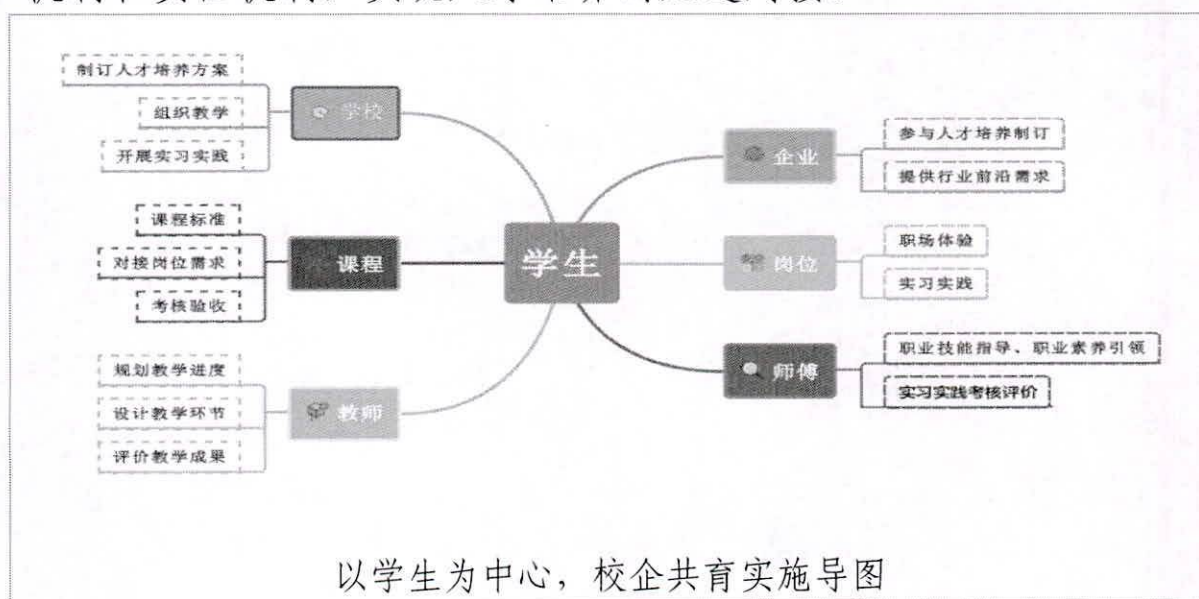 制订人才培养方案
组织教学
开展实习实践
学校
课程标准
对接岗位需求
考核验收
课程
规划教学进度
设计教学环节
评价教学成果
教师
学生
企业
参与人才培养制订
提供行业前沿需求
岗位
职场体验
实习实践
师傅
职业技能指导、职业素养引领
实习实践考核评价
以学生为中心，校企共育实施导图